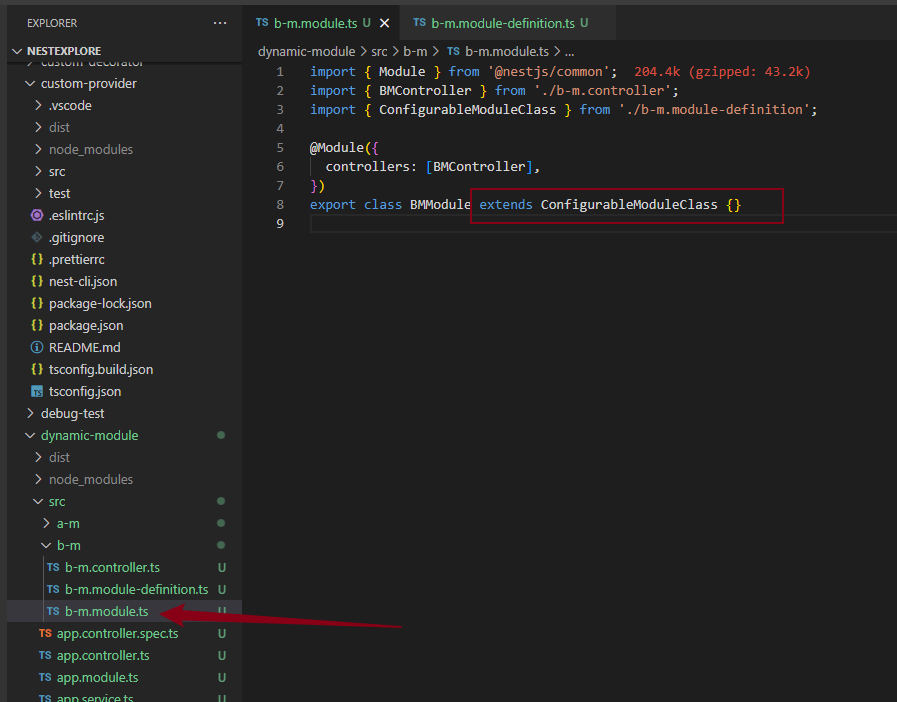 EXPLORER
NESTEXPLORE
custom-decorator
custom-provider
.vscode
dist
node_modules
src
test
.eslintrc.js
.gitignore
{} .prettierrc
{} nest-cli.json
{} package-lock.json
{} package.json
README.md
{} tsconfig.build.json
TS tsconfig.json
debug-test
dynamic-module
dist
node_modules
src
a-m
b-m
TS b-m.controller.ts U
TS b-m.module-definition.ts U
TS b-m.module.ts U
TS app.controller.spec.ts U
TS app.controller.ts U
TS app.module.ts U
TS app.service.ts U
TS b-m.module.ts U TS b-m.module-definition.ts U
dynamic-module > src > b-m > TS b-m.module.ts > ...
1 import { Module } from '@nestjs/common'; 204.4k (gzipped: 43.2k)
2 import { BMController } from './b-m.controller';
3 import { ConfigurableModuleClass } from './b-m.module-definition';
4
5 @Module({
6 controllers: [BMController],
7 })
8 export class BMModule extends ConfigurableModuleClass {}
9